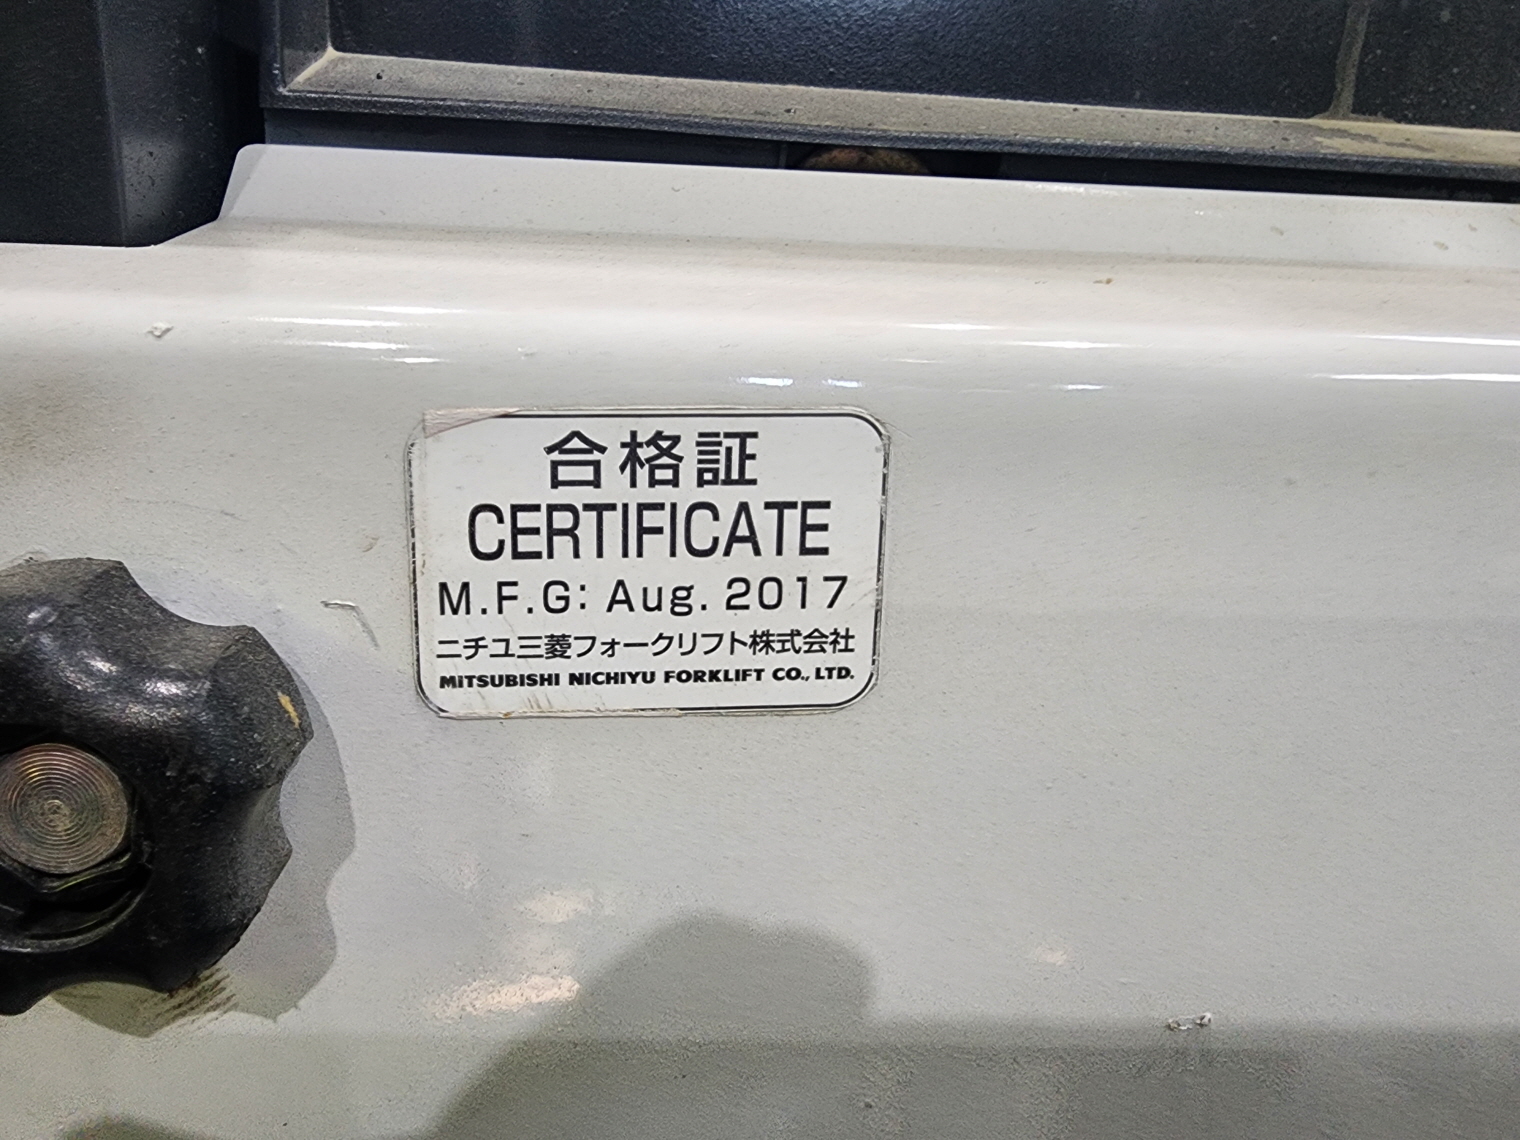 合格証
CERTIFICATE
M.F.G: Aug. 2017
ニチユ三菱フォークリフト株式会社
MITSUBISHI NICHIYU FORKLIFT CO., LTD.